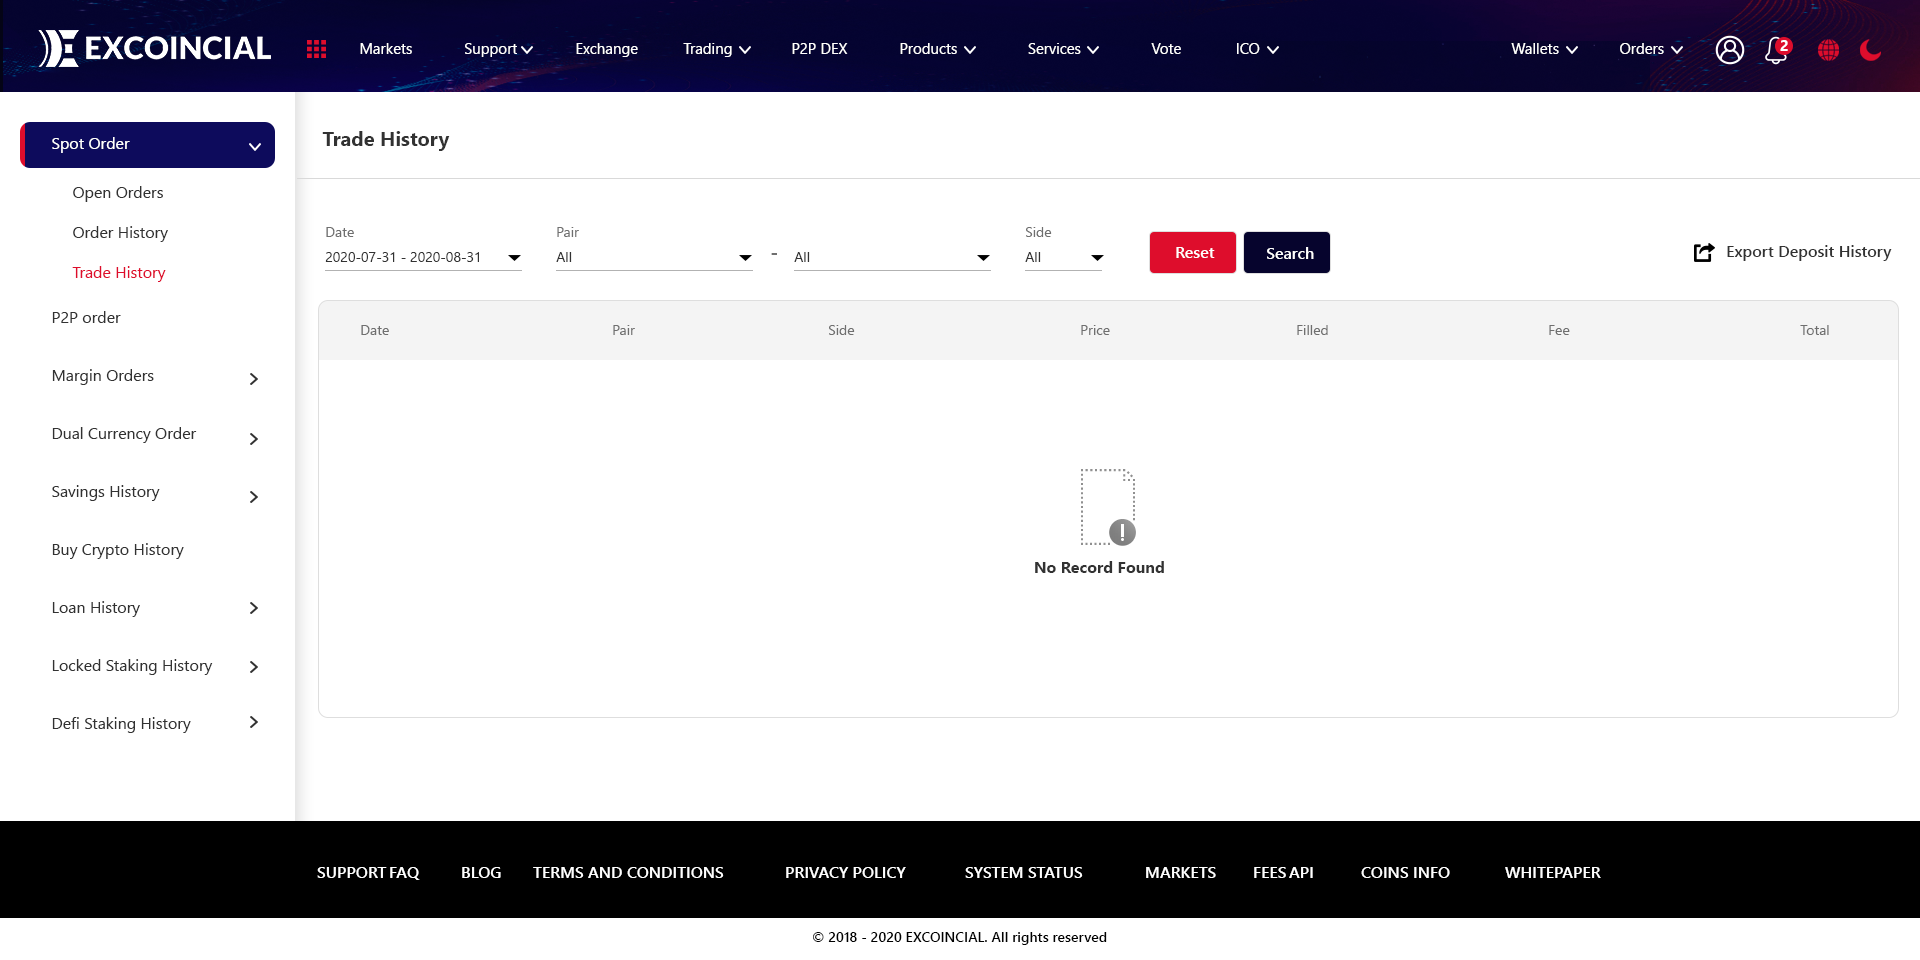 EXCOINCIAL Markets Support Exchange Trading P2P DEX Products Services Vote ICO Wallets Orders 2
Spot Order
Open Orders
Order History
Trade History
P2P order
Margin Orders
Dual Currency Order
Savings History
Buy Crypto History
Loan History
Locked Staking History
Defi Staking History
Trade History
Date Pair Side
2020-07-31 - 2020-08-31 All - All All Reset Search Export Deposit History
Date Pair Side Price Filled Fee Total
No Record Found
SUPPORT FAQ BLOG TERMS AND CONDITIONS PRIVACY POLICY SYSTEM STATUS MARKETS FEES API COINS INFO WHITEPAPER
© 2018 - 2020 EXCOINCIAL. All rights reserved